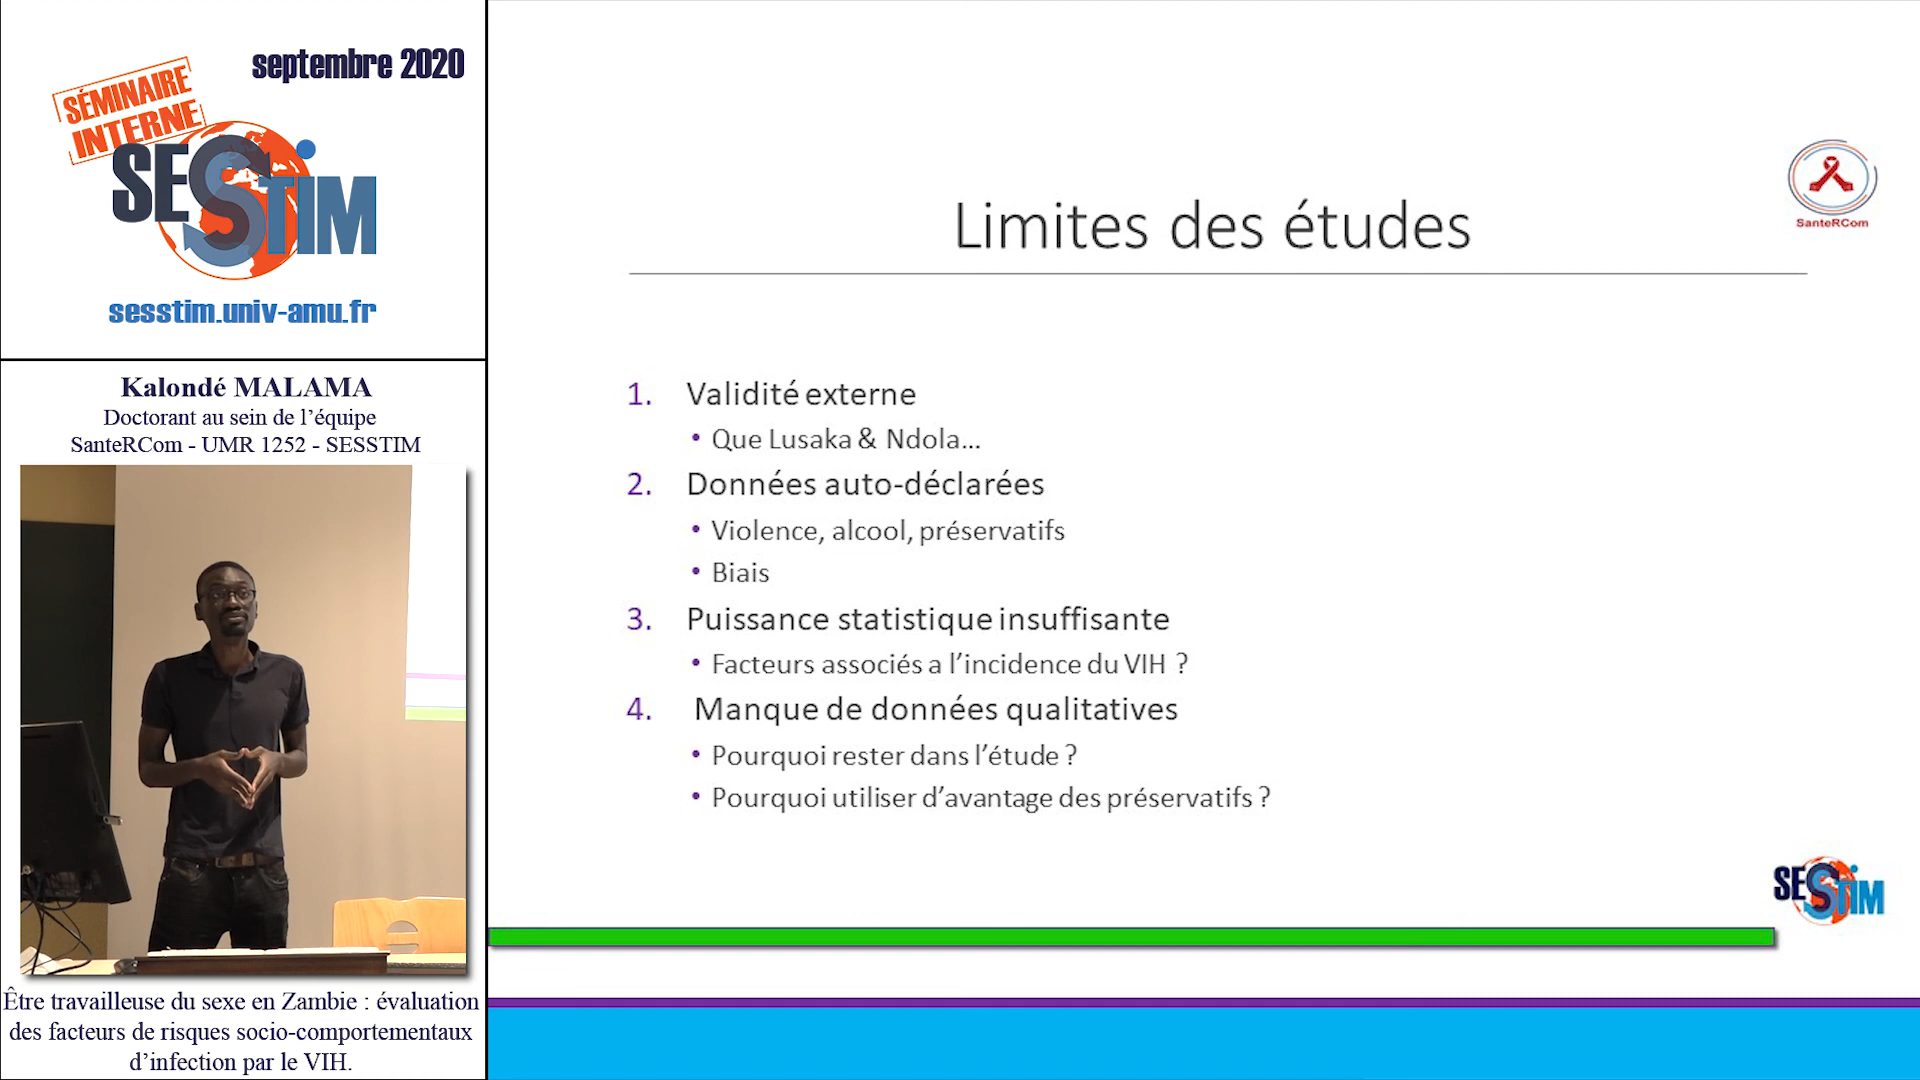 septembre 2020
SÉMINAIRE
INTERNE
SESSTIM
sesstim.univ-amu.fr
Kalondé MALAMA
Doctorant au sein de l'équipe
SanteRCom - UMR 1252 - SESSTIM
Être travailleuse du sexe en Zambie : évaluation
des facteurs de risques socio-comportementaux
d'infection par le VIH.
SanteRCom
Limites des études
1. Validité externe
• Que Lusaka & Ndola...
2. Données auto-déclarées
• Violence, alcool, préservatifs
• Biais
3. Puissance statistique insuffisante
• Facteurs associés a l'incidence du VIH ?
4. Manque de données qualitatives
• Pourquoi rester dans l'étude ?
• Pourquoi utiliser d'avantage des préservatifs ?
SESSTIM